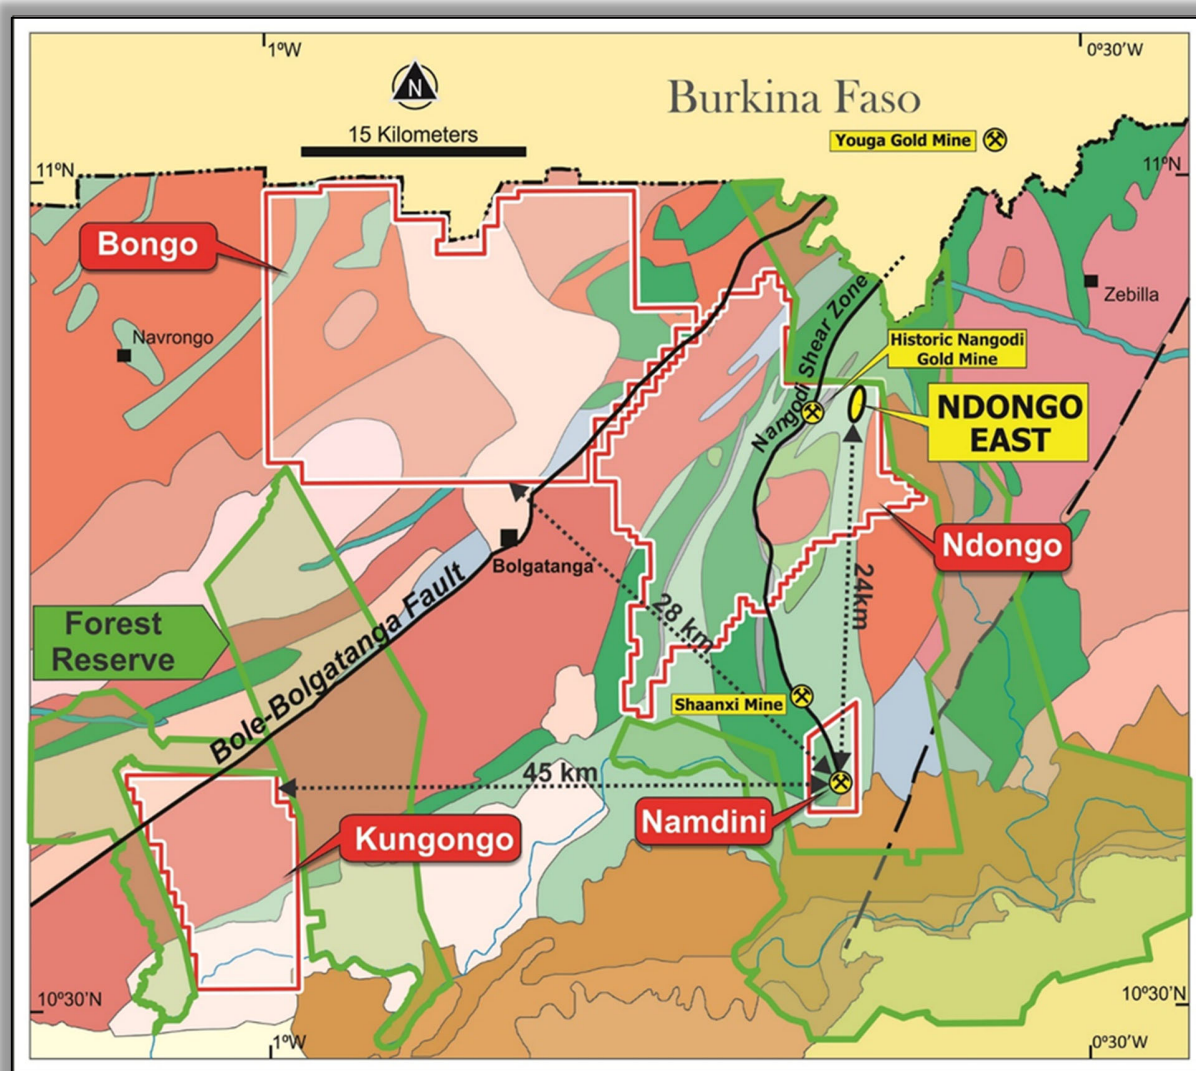 1ºW
0º30'W
N
Burkina Faso
15 Kilometers
Youga Gold Mine
11ºN
11ºN
Bongo
Zebilla
Nangodi Shear Zone
Navrongo
Historic Nangodi
Gold Mine
NDONGO
EAST
Ndongo
Bolgatanga
24km
28 km
Forest
Reserve
Bole-Bolgatanga Fault
Shaanxi Mine
45 km
Namdini
Kungongo
10º30'N
10º30'N
1ºW
0º30'W